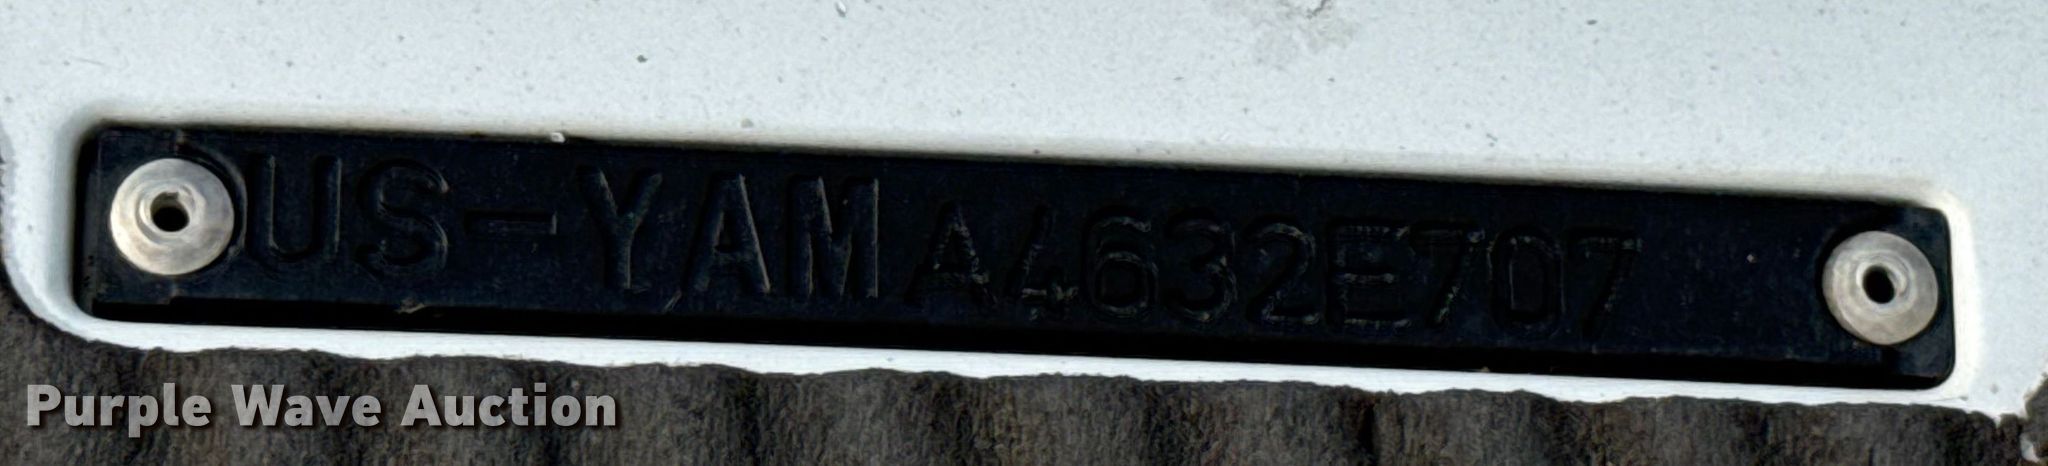 US-YAMA4632E707
Purple Wave Auction